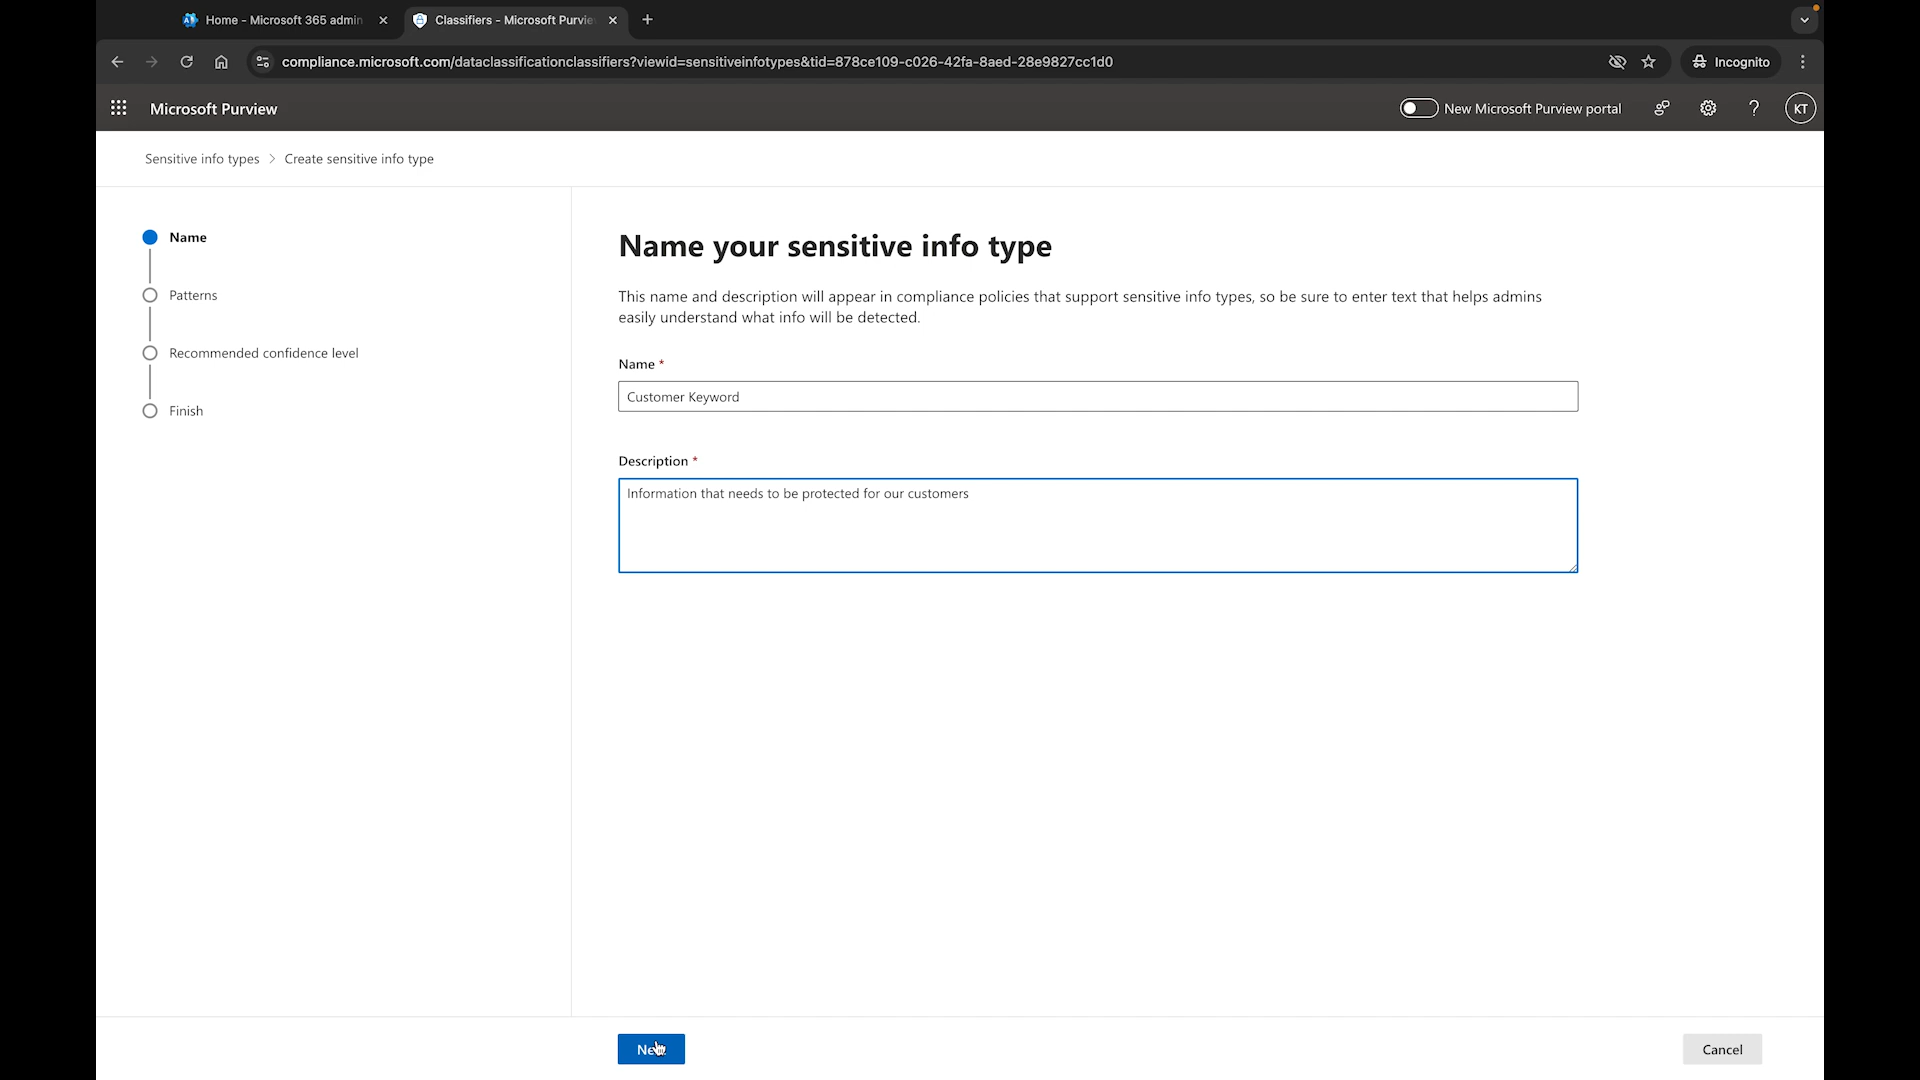 Home - Microsoft 365 admin
Classifiers - Microsoft Purvie
compliance.microsoft.com/dataclassificationclassifiers?viewid=sensitiveinfotypes&tid=878ce109-c026-42fa-8aed-28e9827cc1d0
Incognito
Microsoft Purview
New Microsoft Purview portal
?
KT
Sensitive info types > Create sensitive info type
Name
Patterns
Recommended confidence level
Finish
Name your sensitive info type
This name and description will appear in compliance policies that support sensitive info types, so be sure to enter text that helps admins
easily understand what info will be detected.
Name *
Customer Keyword
Description *
Information that needs to be protected for our customers
Cancel